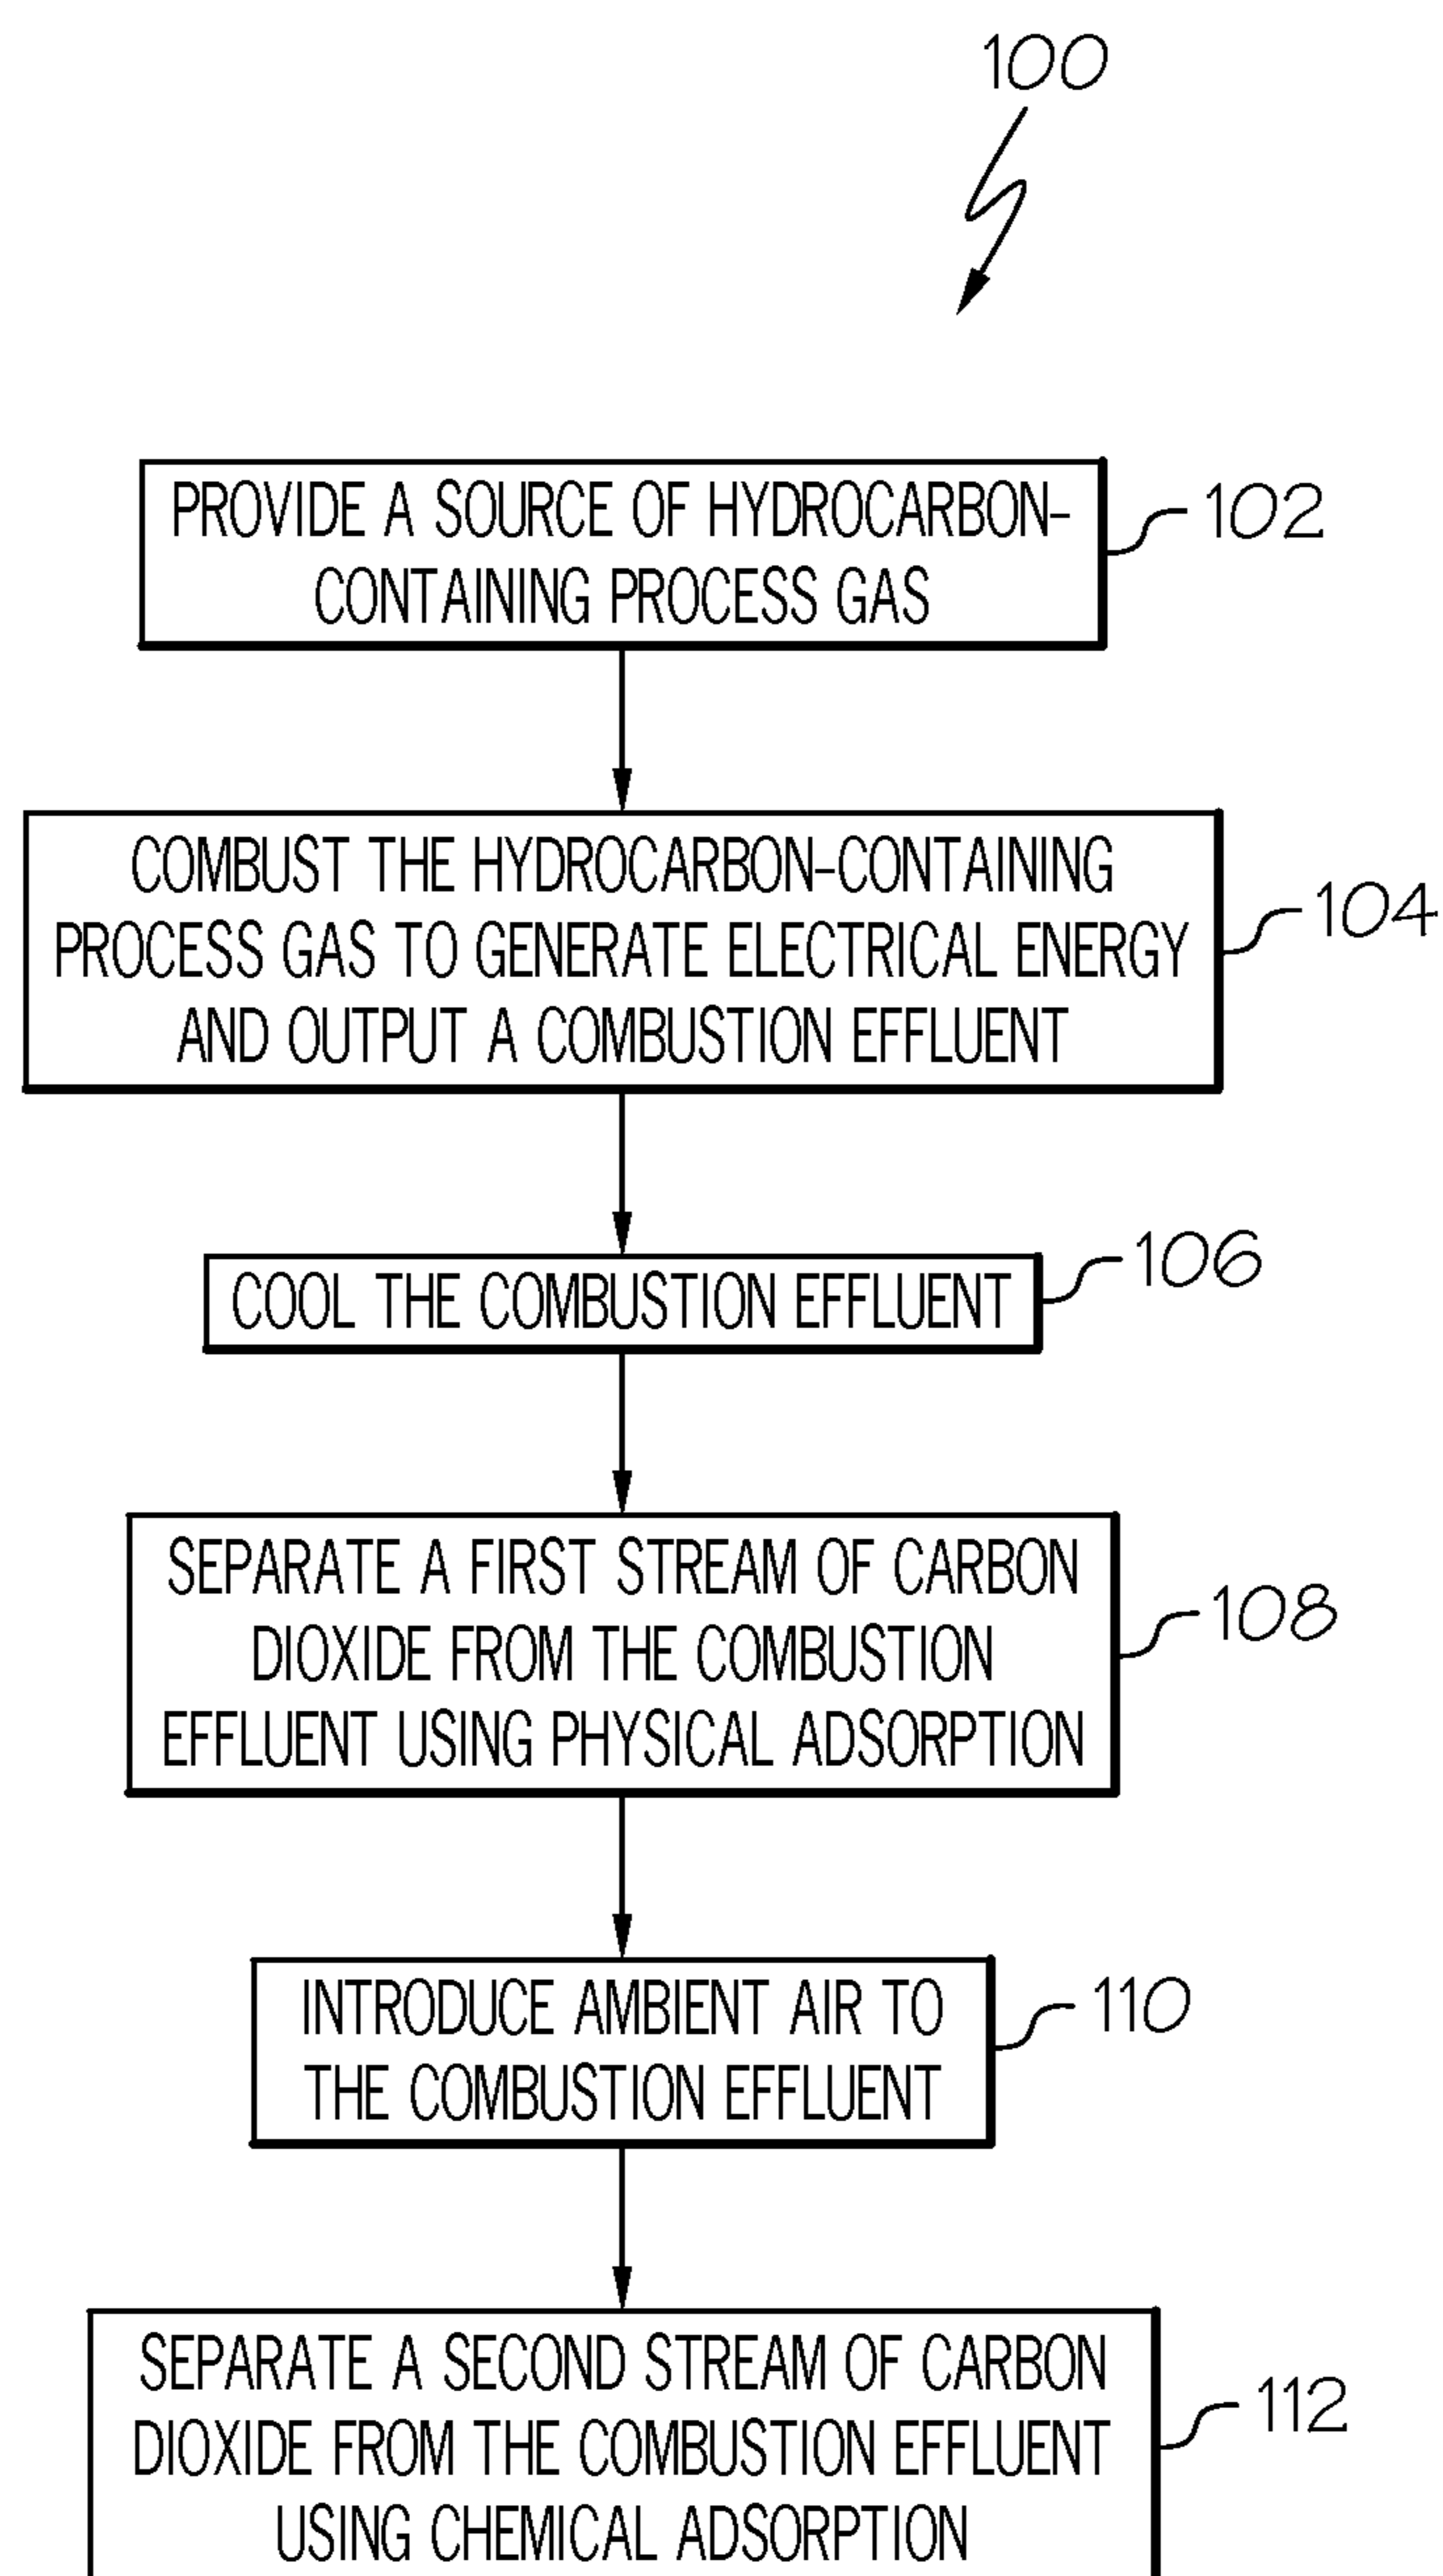 100
PROVIDE A SOURCE OF HYDROCARBON-
CONTAINING PROCESS GAS
102
COMBUST THE HYDROCARBON-CONTAINING
PROCESS GAS TO GENERATE ELECTRICAL ENERGY
AND OUTPUT A COMBUSTION EFFLUENT
104
COOL THE COMBUSTION EFFLUENT
106
SEPARATE A FIRST STREAM OF CARBON
DIOXIDE FROM THE COMBUSTION
EFFLUENT USING PHYSICAL ADSORPTION
108
INTRODUCE AMBIENT AIR TO
THE COMBUSTION EFFLUENT
110
SEPARATE A SECOND STREAM OF CARBON
DIOXIDE FROM THE COMBUSTION EFFLUENT
USING CHEMICAL ADSORPTION
112